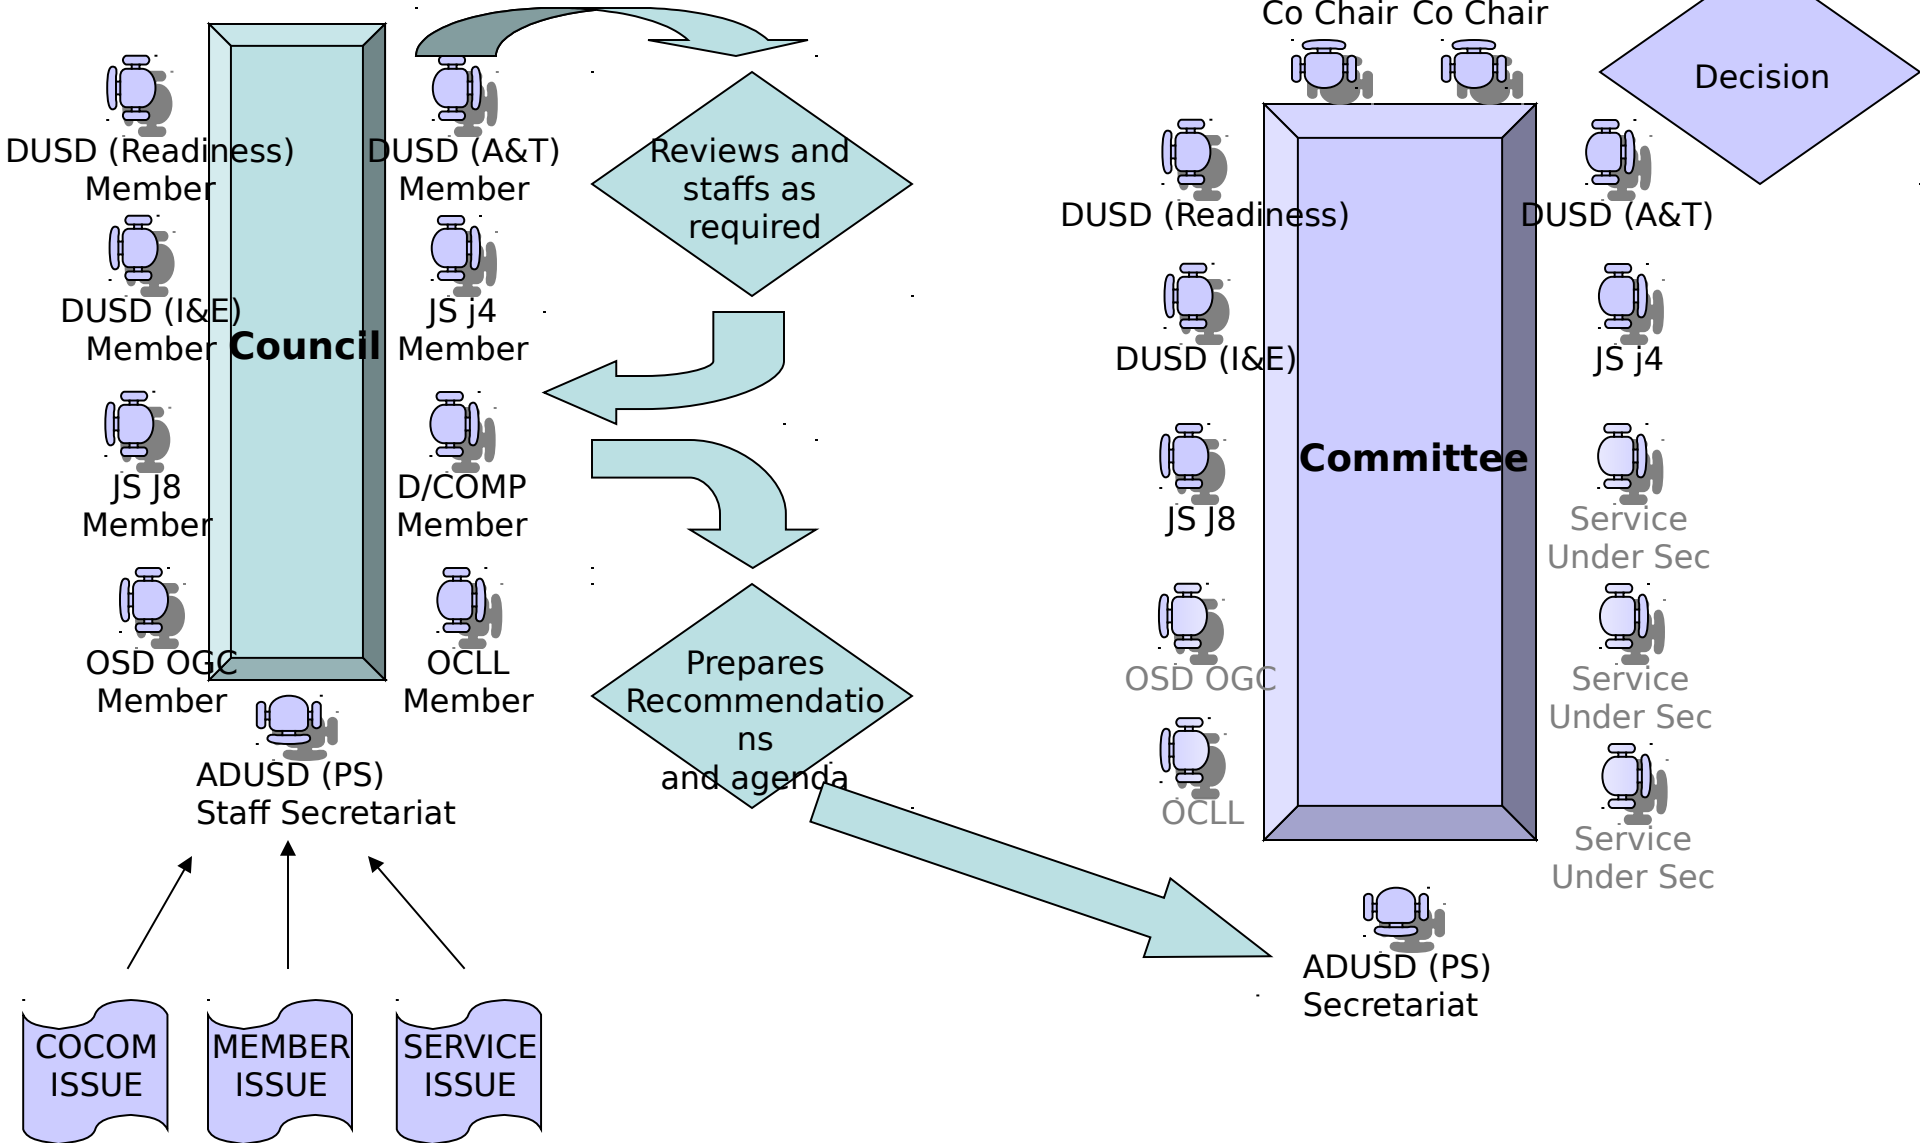 DUSD (Readiness)
Member
DUSD (A&T)
Member
DUSD (I&E)
Member
JS j4
Member
Council
JS J8
Member
D/COMP
Member
OSD OGC
Member
OCLL
Member
ADUSD (PS)
Staff Secretariat
COCOM
ISSUE
MEMBER
ISSUE
SERVICE
ISSUE
Reviews and
staffs as
required
Prepares
Recommendatio
ns
and agenda
Co Chair
Co Chair
Decision
DUSD (Readiness)
DUSD (A&T)
DUSD (I&E)
JS j4
Committee
JS J8
Service
Under Sec
OSD OGC
Service
Under Sec
OCLL
Service
Under Sec
ADUSD (PS)
Secretariat